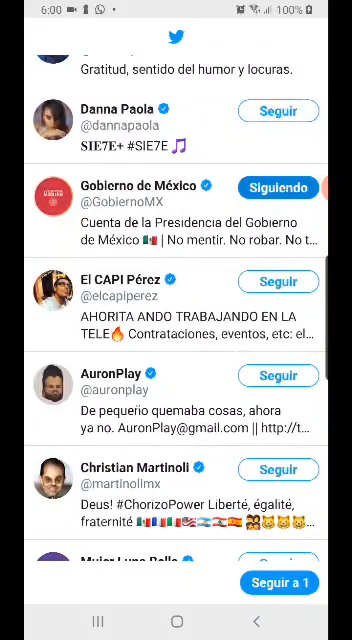 6:00 100%
Gratitud, sentido del humor y locuras.
Danna Paola Seguir
@dannapaola
𝐒𝐈𝐄𝟕𝐄+ #SIE7E 🎵
Gobierno de México Siguiendo
@GobiernoMX
Cuenta de la Presidencia del Gobierno
de México 🇲🇽 | No mentir. No robar. No t...
El CAPI Pérez Seguir
@elcapiperez
AHORITA ANDO TRABAJANDO EN LA
TELE🔥 Contrataciones, eventos, etc: el...
AuronPlay Seguir
@auronplay
De pequeño quemaba cosas, ahora
ya no. AuronPlay@gmail.com || http://t...
Christian Martinoli Seguir
@martinolimx
Deus! #ChorizoPower Liberté, égalité,
fraternité
Seguir a 1